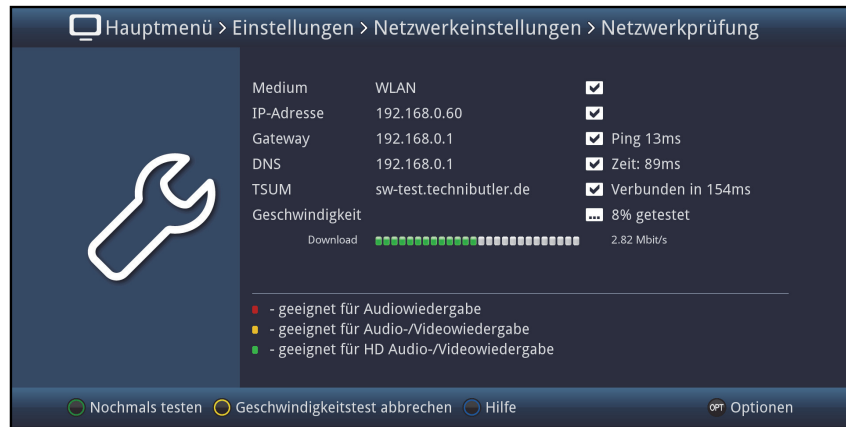 Hauptmenü > Einstellungen > Netzwerkeinstellungen > Netzwerkprüfung
Medium WLAN
IP-Adresse 192.168.0.60
Gateway 192.168.0.1 Ping 13ms
DNS 192.168.0.1 Zeit: 89ms
TSUM sw-test.technibutler.de Verbunden in 154ms
Geschwindigkeit ... 8% getestet
Download 2.82 Mbit/s
- geeignet für Audiowiedergabe
- geeignet für Audio-/Videowiedergabe
- geeignet für HD Audio-/Videowiedergabe
Nochmals testen Geschwindigkeitstest abbrechen Hilfe OPT Optionen